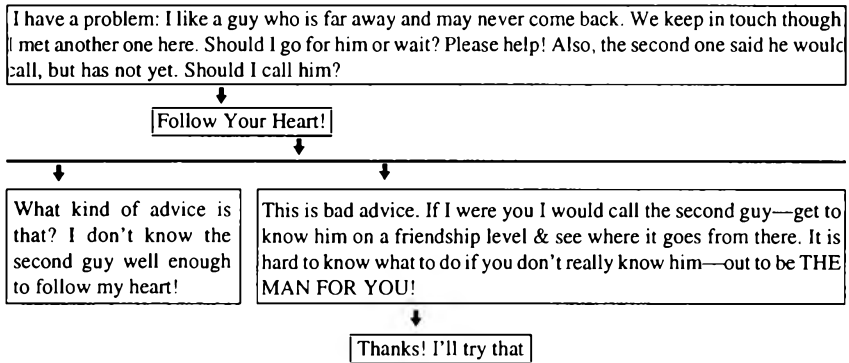 I have a problem: I like a guy who is far away and may never come back. We keep in touch though
I met another one here. Should I go for him or wait? Please help! Also, the second one said he would
call, but has not yet. Should I call him?
Follow Your Heart!
What kind of advice is
that? I don't know the
second guy well enough
to follow my heart!
This is bad advice. If I were you I would call the second guy—get to
know him on a friendship level & see where it goes from there. It is
hard to know what to do if you don't really know him—out to be THE
MAN FOR YOU!
Thanks! I'll try that